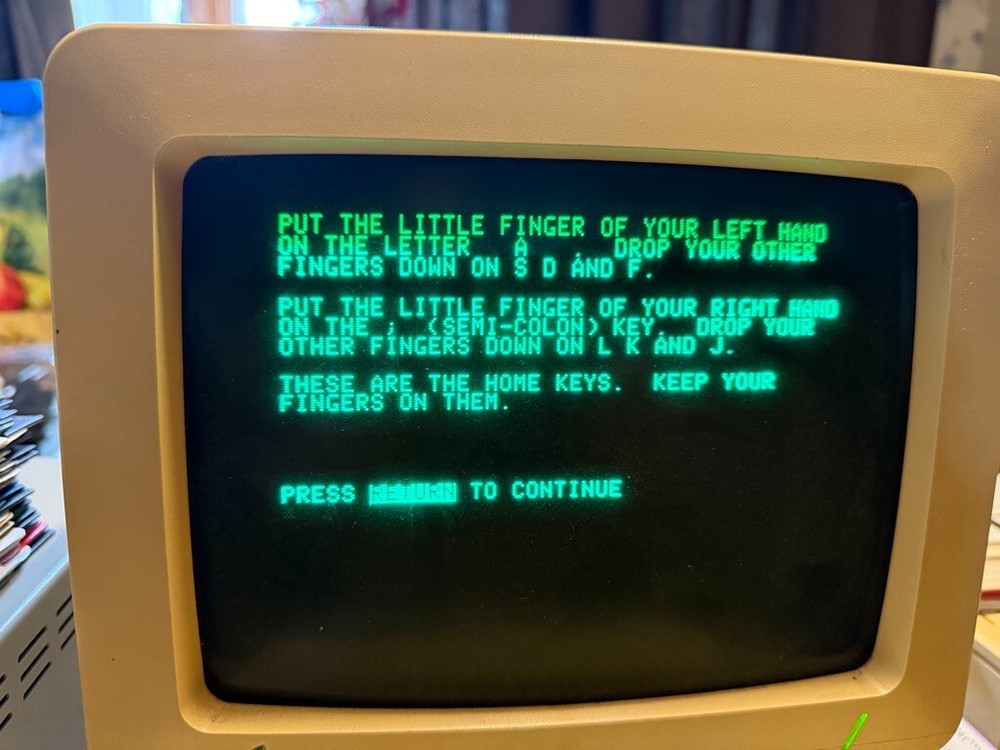 PUT THE LITTLE FINGER OF YOUR LEFT HAND
ON THE LETTER   A   .   DROP YOUR OTHER
FINGERS DOWN ON S D AND F.
PUT THE LITTLE FINGER OF YOUR RIGHT HAND
ON THE ;  (SEMI-COLON) KEY.  DROP YOUR
OTHER FINGERS DOWN ON L K AND J.
THESE ARE THE HOME KEYS.  KEEP YOUR
FINGERS ON THEM.
PRESS RETURN TO CONTINUE